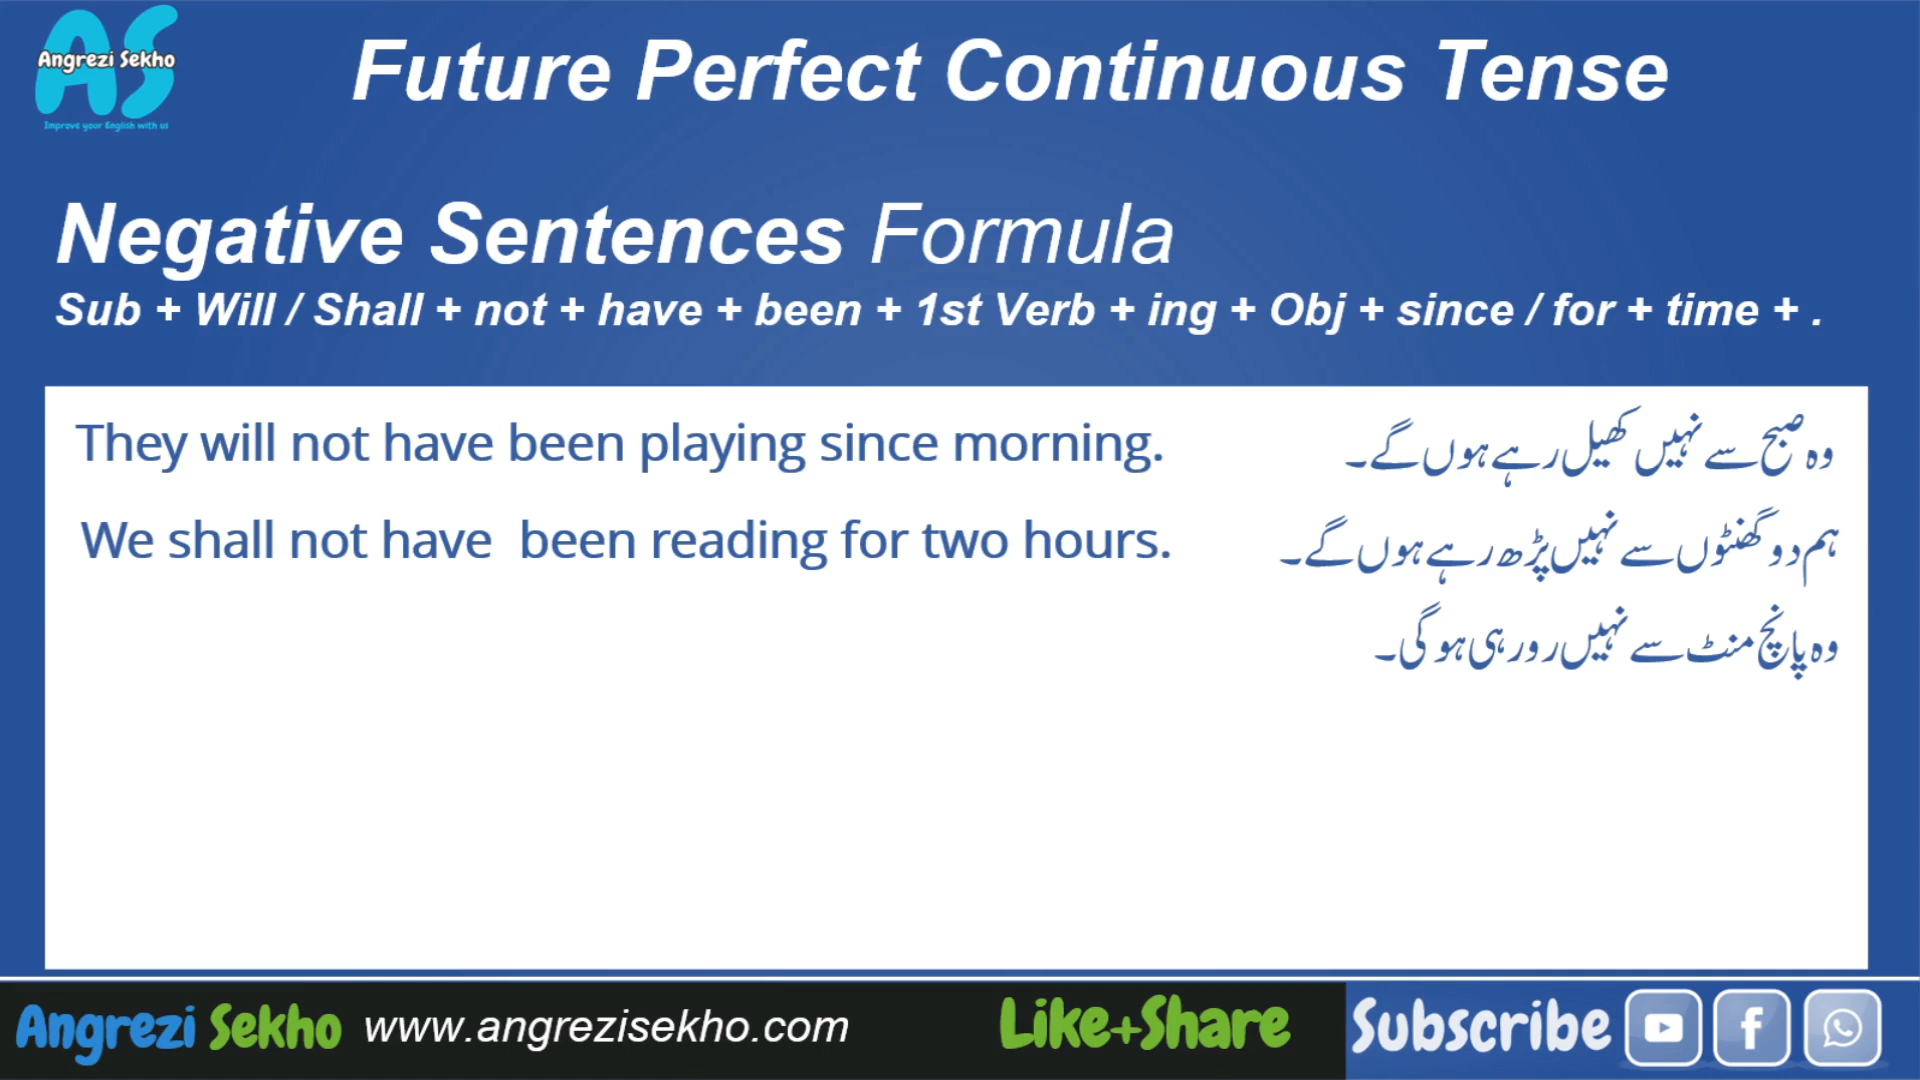 Angrezi Sekho
Improve your English with us
Future Perfect Continuous Tense
Negative Sentences Formula
Sub + Will / Shall + not + have + been + 1st Verb + ing + Obj + since / for + time + .
They will not have been playing since morning.
وہ صبح سے نہیں کھیل رہے ہوں گے۔
We shall not have  been reading for two hours.
ہم دو گھنٹوں سے نہیں پڑھ رہے ہوں گے۔
وہ پانچ منٹ سے نہیں رو رہی ہو گی۔
Angrezi Sekho www.angrezisekho.com Like+Share Subscribe